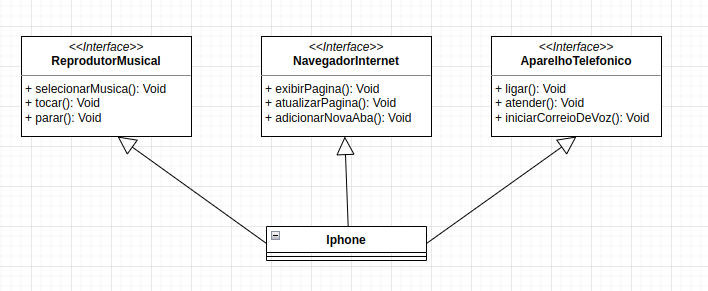 <<Interface>>
ReprodutorMusical
+ selecionarMusica(): Void
+ tocar(): Void
+ parar(): Void
<<Interface>>
NavegadorInternet
+ exibirPagina(): Void
+ atualizarPagina(): Void
+ adicionarNovaAba(): Void
<<Interface>>
AparelhoTelefonico
+ ligar(): Void
+ atender(): Void
+ iniciarCorreioDeVoz(): Void
Iphone